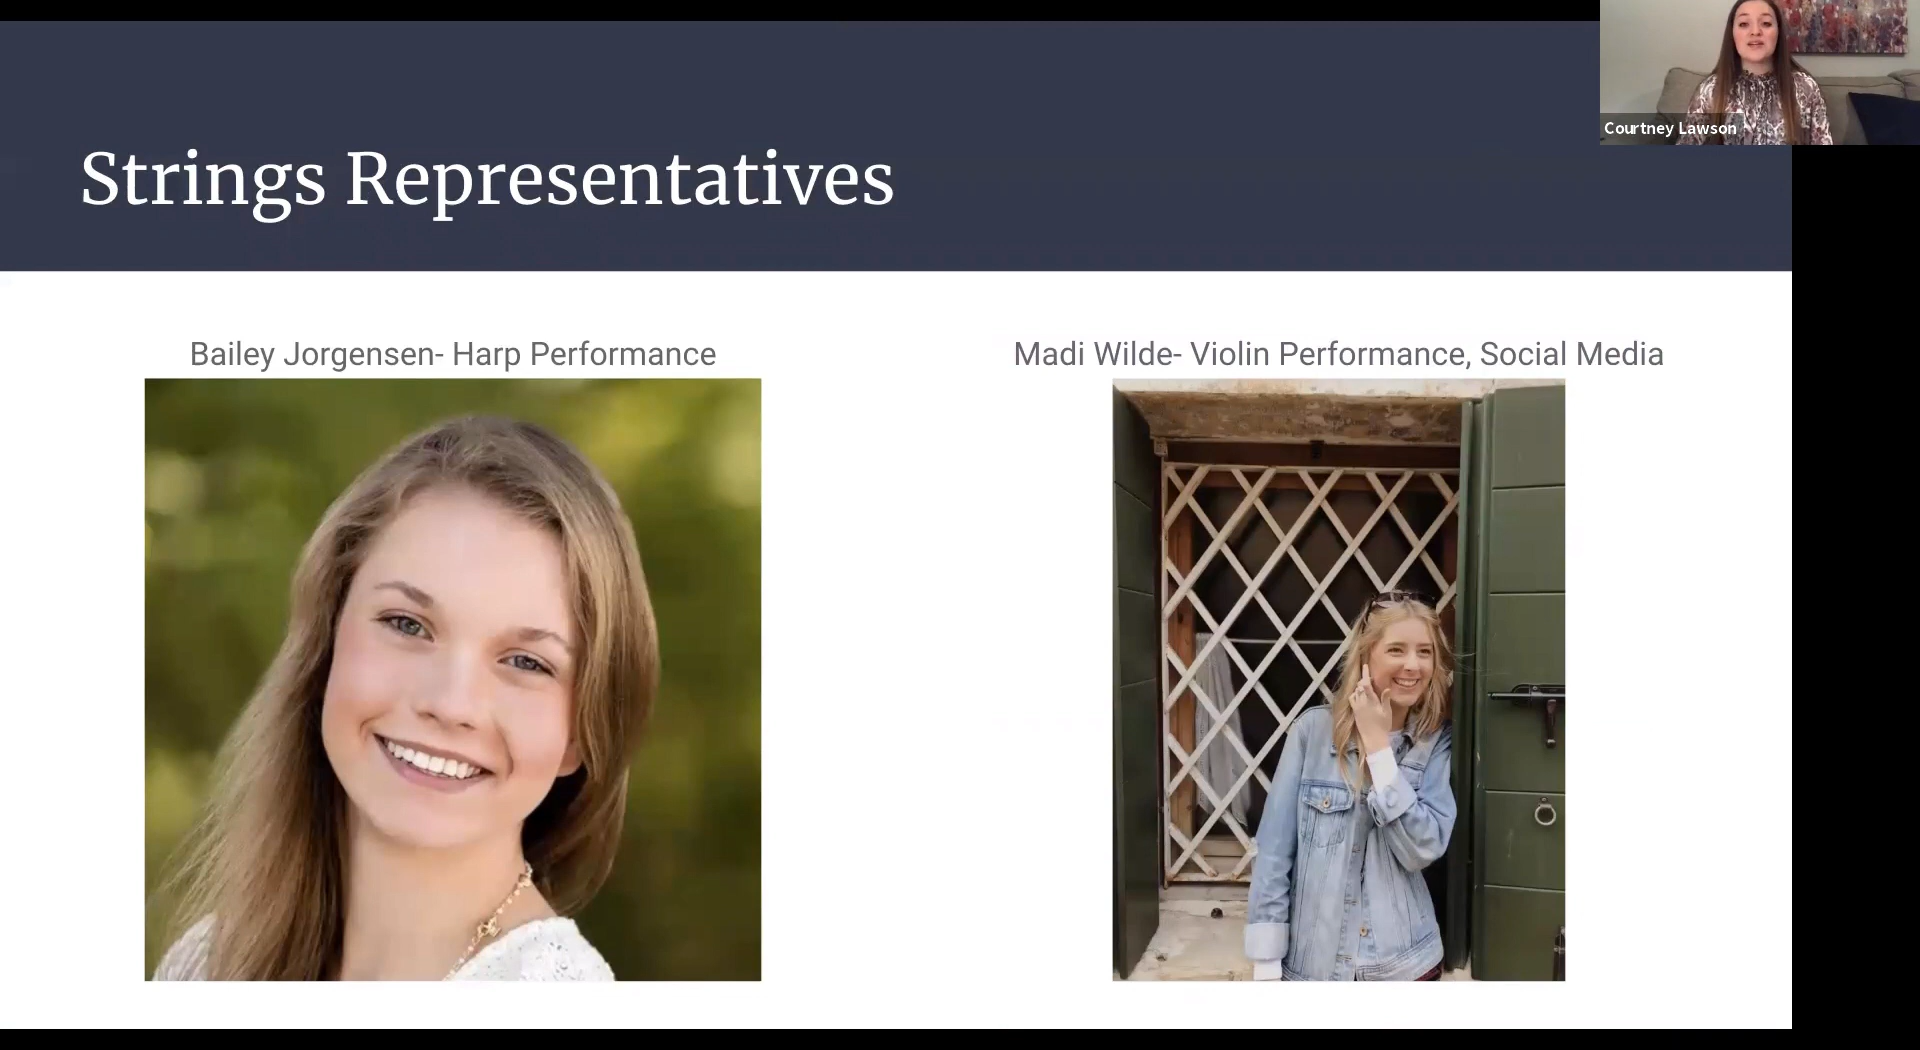 Courtney Lawson
Strings Representatives
Bailey Jorgensen- Harp Performance
Madi Wilde- Violin Performance, Social Media